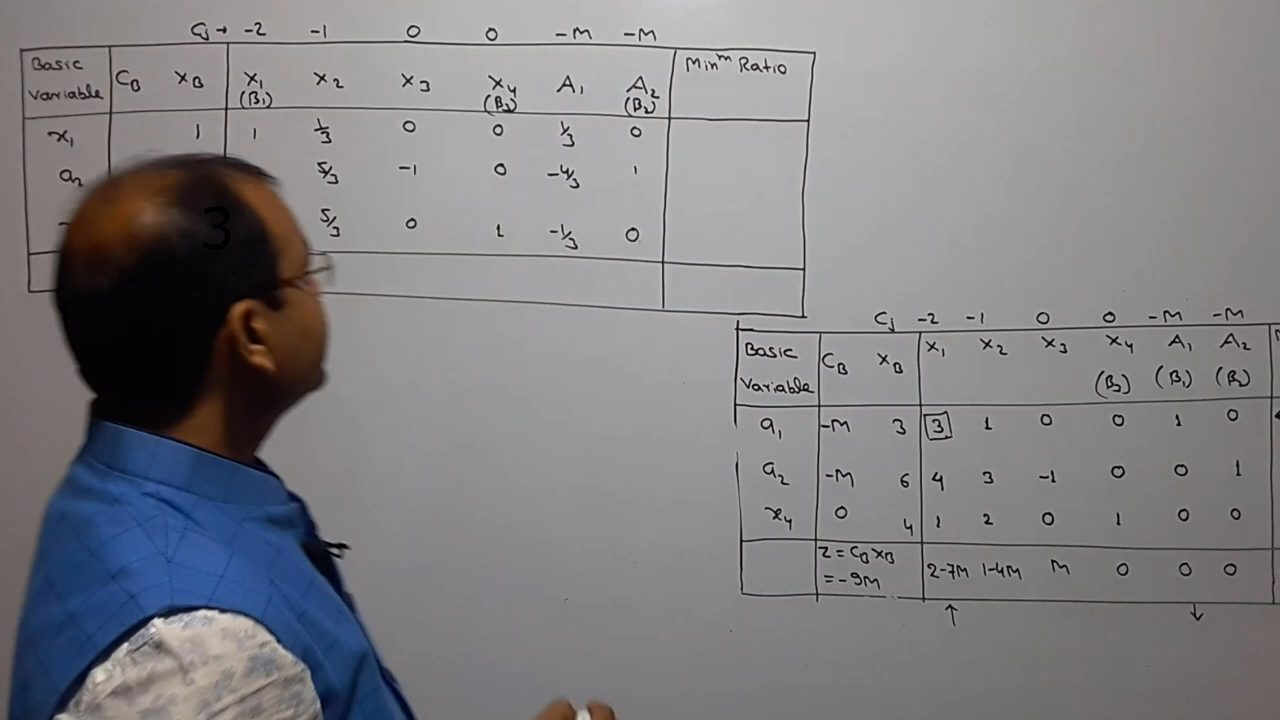 Cj → -2 -1 0 0 -M -M
Basic Variable CB XB X1 (B1) X2 X3 X4 (B3) A1 A2 (B2) Minᵐ Ratio
x1 1 1 1/3 0 0 1/3 0
a2 5/3 -1 0 -4/3 1
5/3 0 1 -1/3 0
3
Cj -2 -1 0 0 -M -M
Basic Variable CB XB X1 X2 X3 X4 (B3) A1 (B1) A2 (B2)
a1 -M 3 3 1 0 0 1 0
a2 -M 6 4 3 -1 0 0 1
x4 0 4 1 2 0 1 0 0
Z = CB XB = -9M 2-7M 1-4M M 0 0 0
↑ ↓